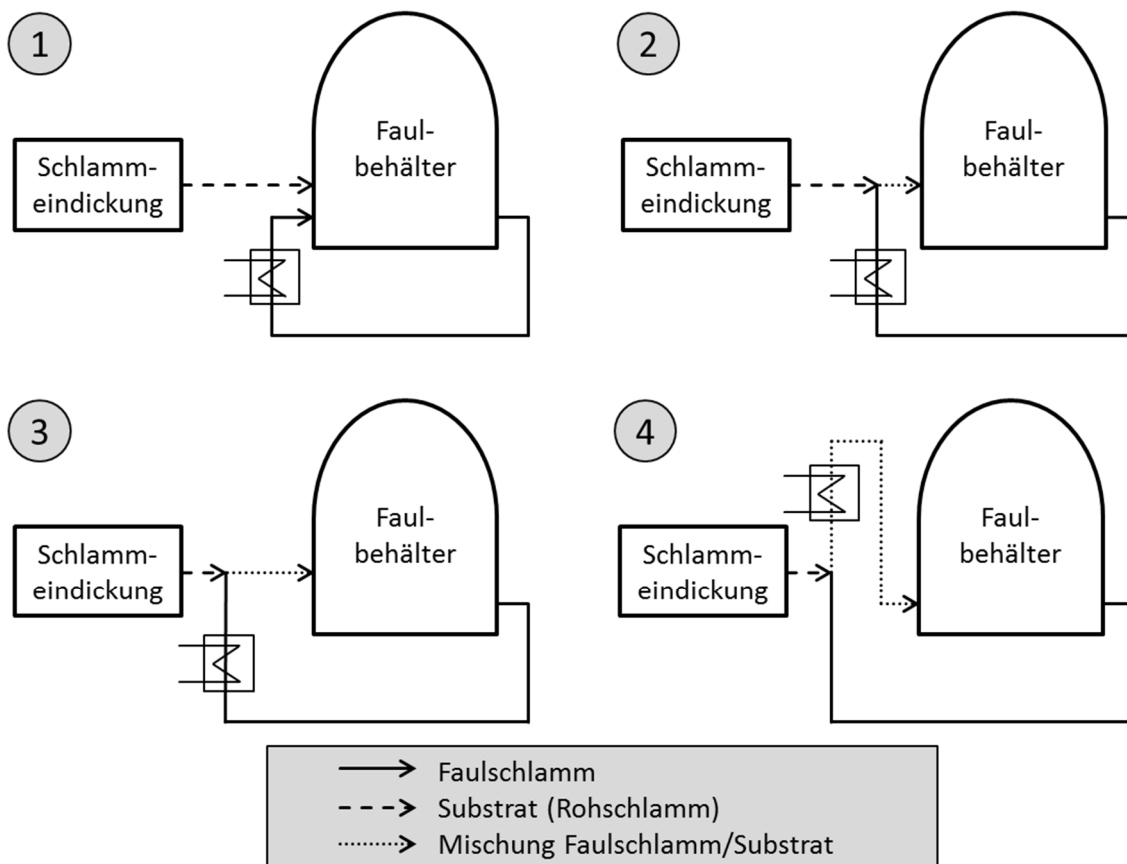 1
Schlamm-
eindickung
Faul-
behälter
2
Schlamm-
eindickung
Faul-
behälter
3
Schlamm-
eindickung
Faul-
behälter
4
Schlamm-
eindickung
Faul-
behälter
Faulschlamm
Substrat (Rohschlamm)
Mischung Faulschlamm/Substrat